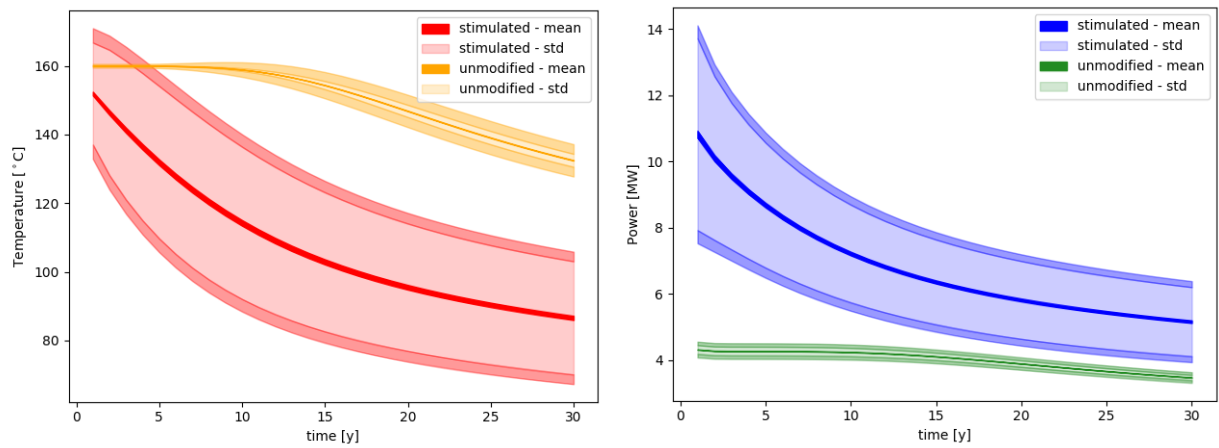 160
140
120
100
80
Temperature [°C]
0
5
10
15
20
25
30
time [y]
stimulated - mean
stimulated - std
unmodified - mean
unmodified - std
14
12
10
8
6
4
Power [MW]
0
5
10
15
20
25
30
time [y]
stimulated - mean
stimulated - std
unmodified - mean
unmodified - std